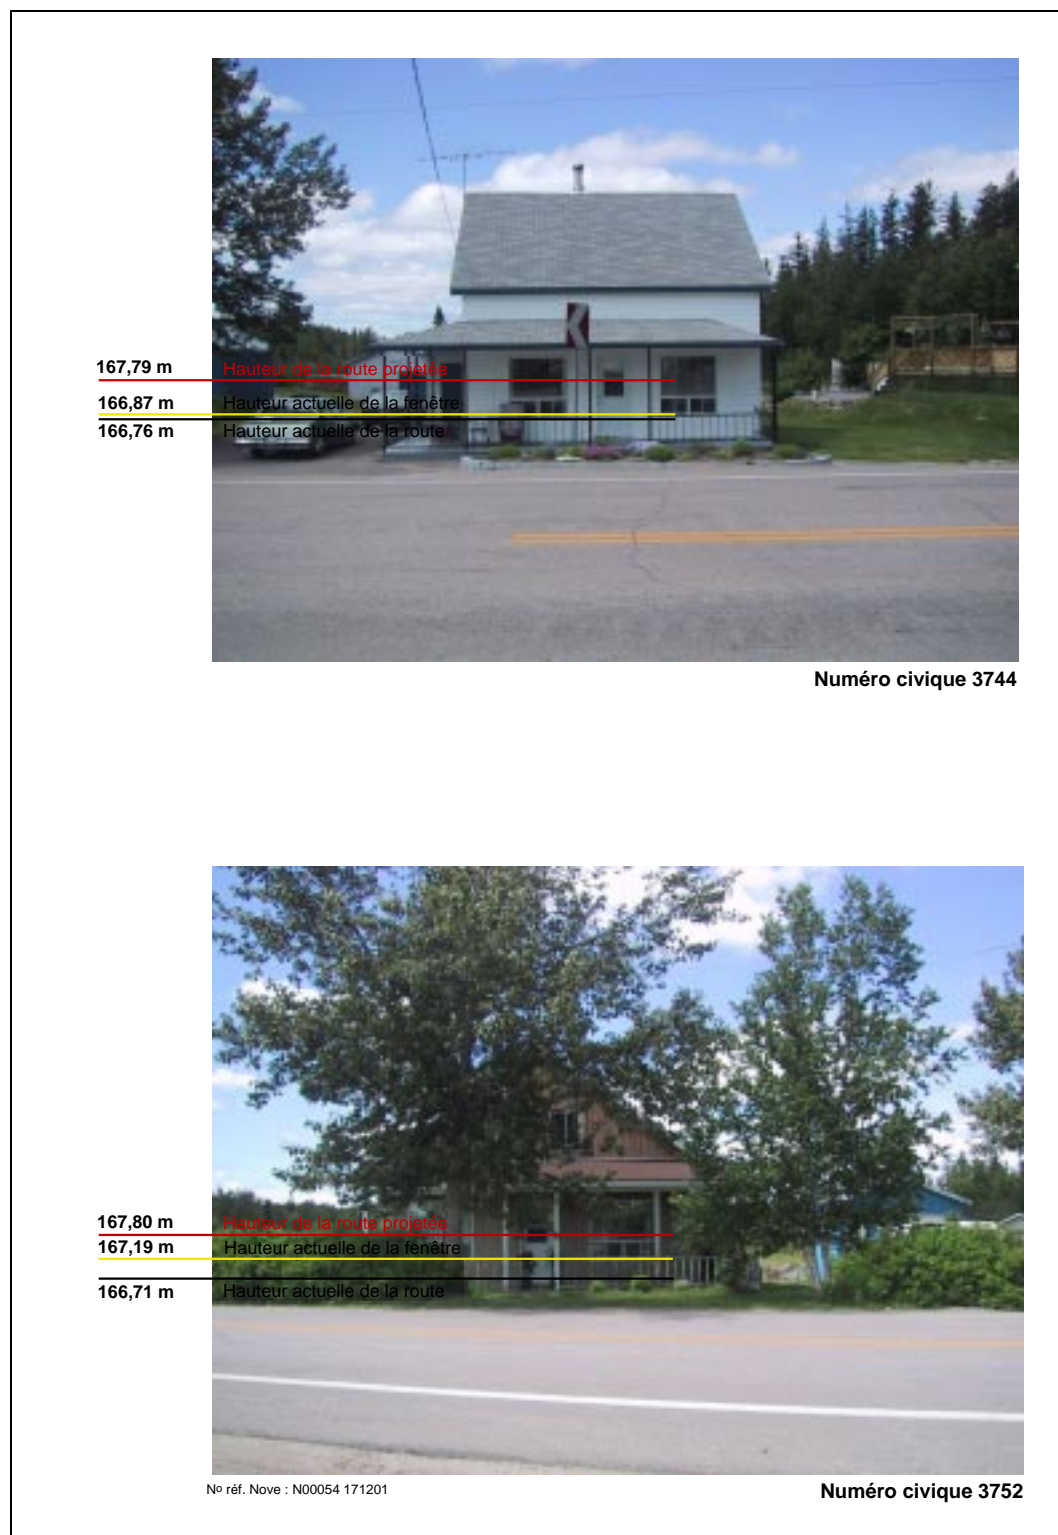 167,79 m Hauteur de la route projetée
166,87 m Hauteur actuelle de la fenêtre
166,76 m Hauteur actuelle de la route
Numéro civique 3744
167,80 m Hauteur de la route projetée
167,19 m Hauteur actuelle de la fenêtre
166,71 m Hauteur actuelle de la route
Nº réf. Nove : N00054 171201
Numéro civique 3752